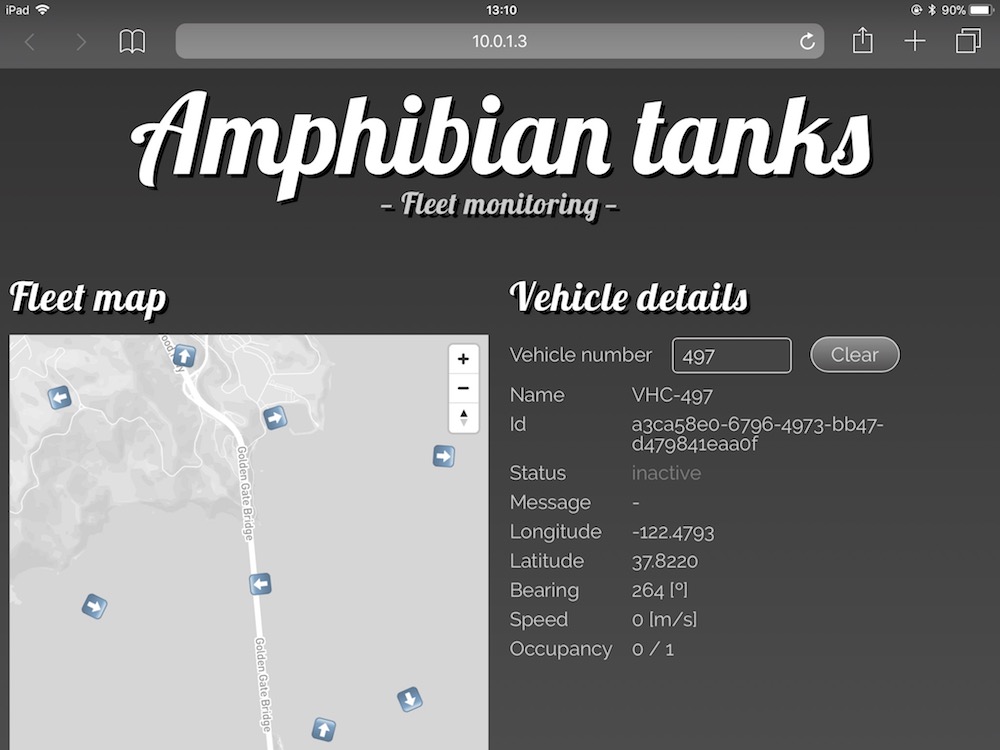 iPad
13:10
90%
10.0.1.3
Amphibian tanks
– Fleet monitoring –
Fleet map
Vehicle details
Vehicle number 497 Clear
Name VHC-497
Id a3ca58e0-6796-4973-bb47-
d479841eaa0f
Status inactive
Message -
Longitude -122.4793
Latitude 37.8220
Bearing 264 [º]
Speed 0 [m/s]
Occupancy 0 / 1
+
−
Golden Gate Bridge
Golden Gate Bridge